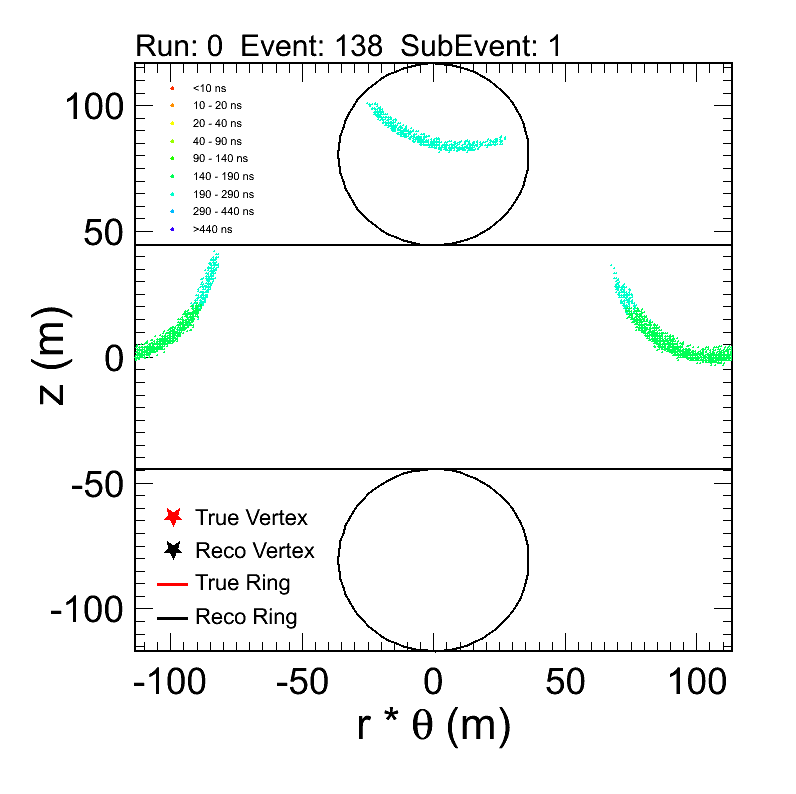 Run: 0  Event: 138  SubEvent: 1
<10 ns
10 - 20 ns
20 - 40 ns
40 - 90 ns
90 - 140 ns
140 - 190 ns
190 - 290 ns
290 - 440 ns
>440 ns
100
50
0
-50
-100
z (m)
True Vertex
Reco Vertex
True Ring
Reco Ring
-100 -50 0 50 100
r * θ (m)